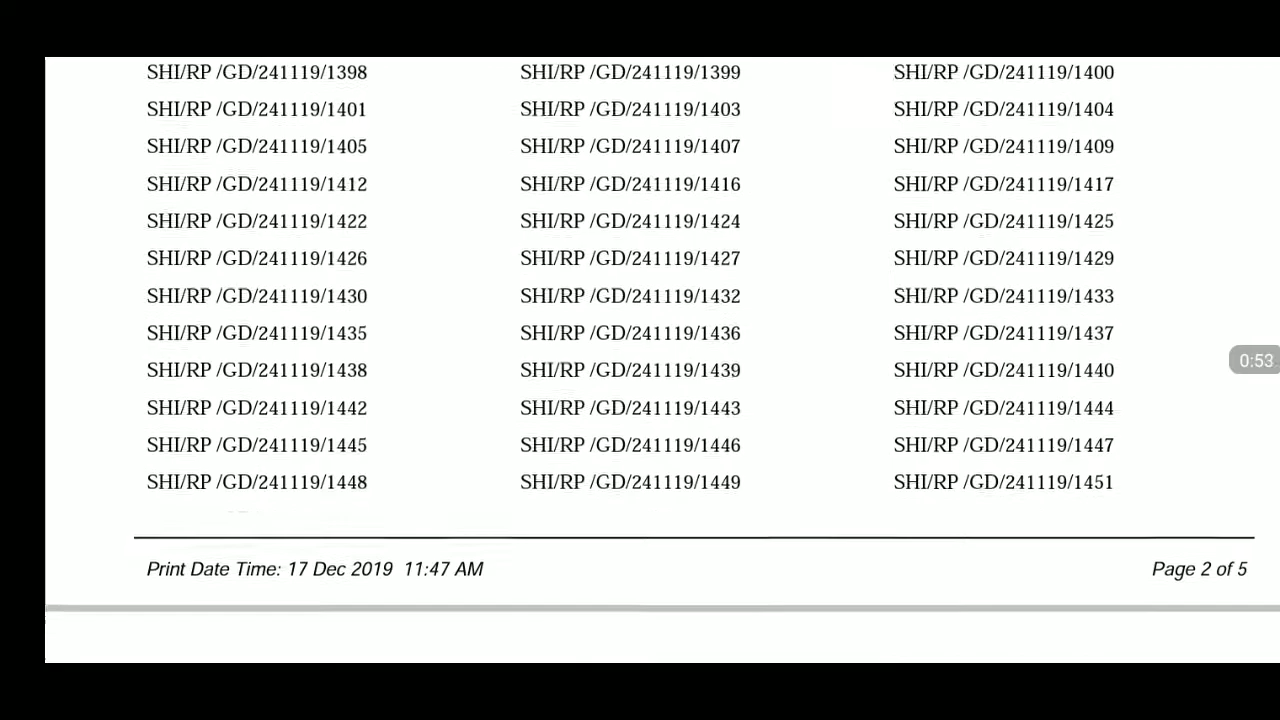 SHI/RP /GD/241119/1398 SHI/RP /GD/241119/1399 SHI/RP /GD/241119/1400
SHI/RP /GD/241119/1401 SHI/RP /GD/241119/1403 SHI/RP /GD/241119/1404
SHI/RP /GD/241119/1405 SHI/RP /GD/241119/1407 SHI/RP /GD/241119/1409
SHI/RP /GD/241119/1412 SHI/RP /GD/241119/1416 SHI/RP /GD/241119/1417
SHI/RP /GD/241119/1422 SHI/RP /GD/241119/1424 SHI/RP /GD/241119/1425
SHI/RP /GD/241119/1426 SHI/RP /GD/241119/1427 SHI/RP /GD/241119/1429
SHI/RP /GD/241119/1430 SHI/RP /GD/241119/1432 SHI/RP /GD/241119/1433
SHI/RP /GD/241119/1435 SHI/RP /GD/241119/1436 SHI/RP /GD/241119/1437
0:53
SHI/RP /GD/241119/1438 SHI/RP /GD/241119/1439 SHI/RP /GD/241119/1440
SHI/RP /GD/241119/1442 SHI/RP /GD/241119/1443 SHI/RP /GD/241119/1444
SHI/RP /GD/241119/1445 SHI/RP /GD/241119/1446 SHI/RP /GD/241119/1447
SHI/RP /GD/241119/1448 SHI/RP /GD/241119/1449 SHI/RP /GD/241119/1451
Print Date Time: 17 Dec 2019 11:47 AM Page 2 of 5